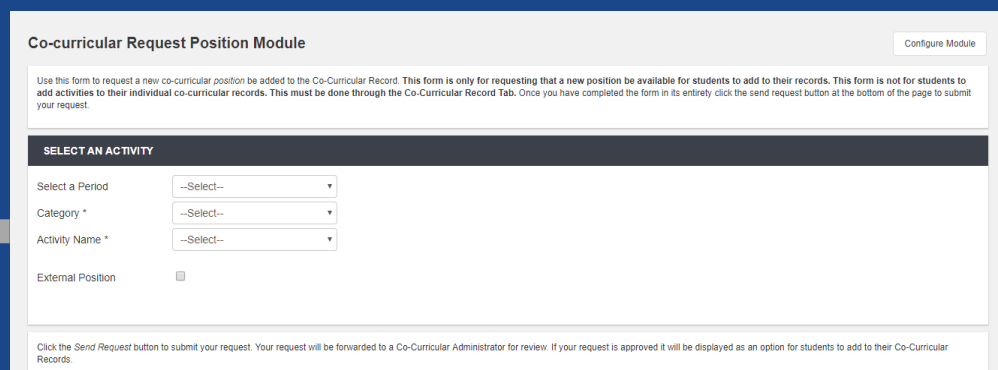 Co-curricular Request Position Module
Configure Module
Use this form to request a new co-curricular position be added to the Co-Curricular Record. This form is only for requesting that a new position be available for students to add to their records. This form is not for students to
add activities to their individual co-curricular records. This must be done through the Co-Curricular Record Tab. Once you have completed the form in its entirety click the send request button at the bottom of the page to submit
your request.
SELECT AN ACTIVITY
Select a Period
--Select--
Category *
--Select--
Activity Name *
--Select--
External Position
Click the Send Request button to submit your request. Your request will be forwarded to a Co-Curricular Administrator for review. If your request is approved it will be displayed as an option for students to add to their Co-Curricular
Records.